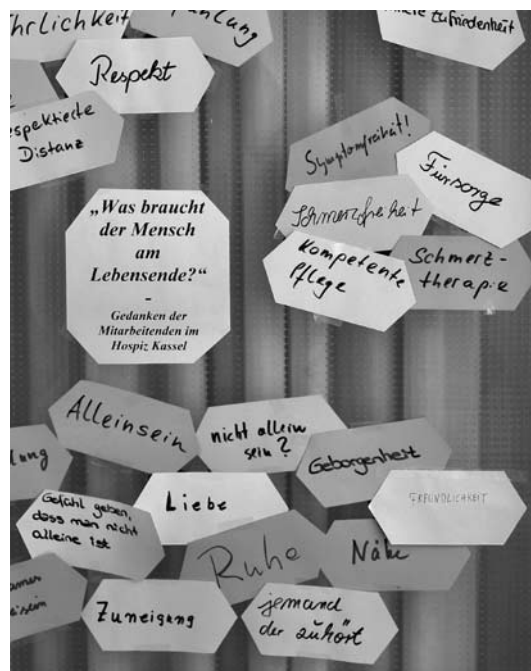 Respekt
Distanz
Symptomfreiheit!
Fürsorge
Schmerzfreiheit
Kompetente
Pflege
Schmerz-
therapie
„Was braucht
der Mensch
am
Lebensende?“
-
Gedanken der
Mitarbeitenden im
Hospiz Kassel
Alleinsein
nicht allein
sein?
Geborgenheit
FREUNDLICHKEIT
Gefühl geben,
dass man nicht
alleine ist
Liebe
Ruhe
Nähe
Zuneigung
jemand
der zuhört